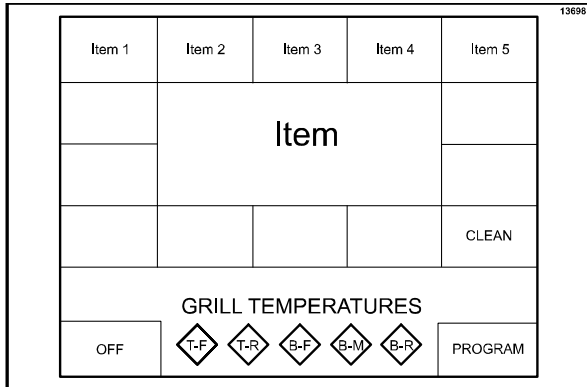 13698
Item 1 Item 2 Item 3 Item 4 Item 5
Item
CLEAN
GRILL TEMPERATURES
OFF T-F T-R B-F B-M B-R PROGRAM